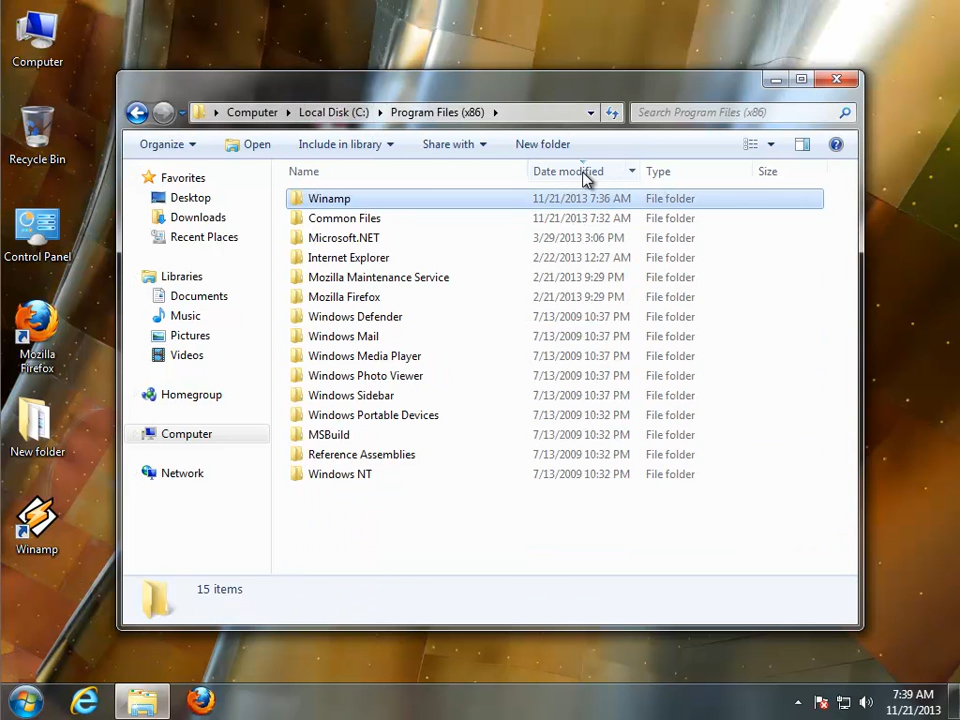 Computer
Recycle Bin
Control Panel
Mozilla
Firefox
New folder
Winamp
Computer Local Disk (C:) Program Files (x86)
Search Program Files (x86)
Organize Open Include in library Share with New folder
Favorites
Desktop
Downloads
Recent Places
Libraries
Documents
Music
Pictures
Videos
Homegroup
Computer
Network
Name Date modified Type Size
Winamp 11/21/2013 7:36 AM File folder
Common Files 11/21/2013 7:32 AM File folder
Microsoft.NET 3/29/2013 3:06 PM File folder
Internet Explorer 2/22/2013 12:27 AM File folder
Mozilla Maintenance Service 2/21/2013 9:29 PM File folder
Mozilla Firefox 2/21/2013 9:29 PM File folder
Windows Defender 7/13/2009 10:37 PM File folder
Windows Mail 7/13/2009 10:37 PM File folder
Windows Media Player 7/13/2009 10:37 PM File folder
Windows Photo Viewer 7/13/2009 10:37 PM File folder
Windows Sidebar 7/13/2009 10:37 PM File folder
Windows Portable Devices 7/13/2009 10:32 PM File folder
MSBuild 7/13/2009 10:32 PM File folder
Reference Assemblies 7/13/2009 10:32 PM File folder
Windows NT 7/13/2009 10:32 PM File folder
15 items
7:39 AM
11/21/2013